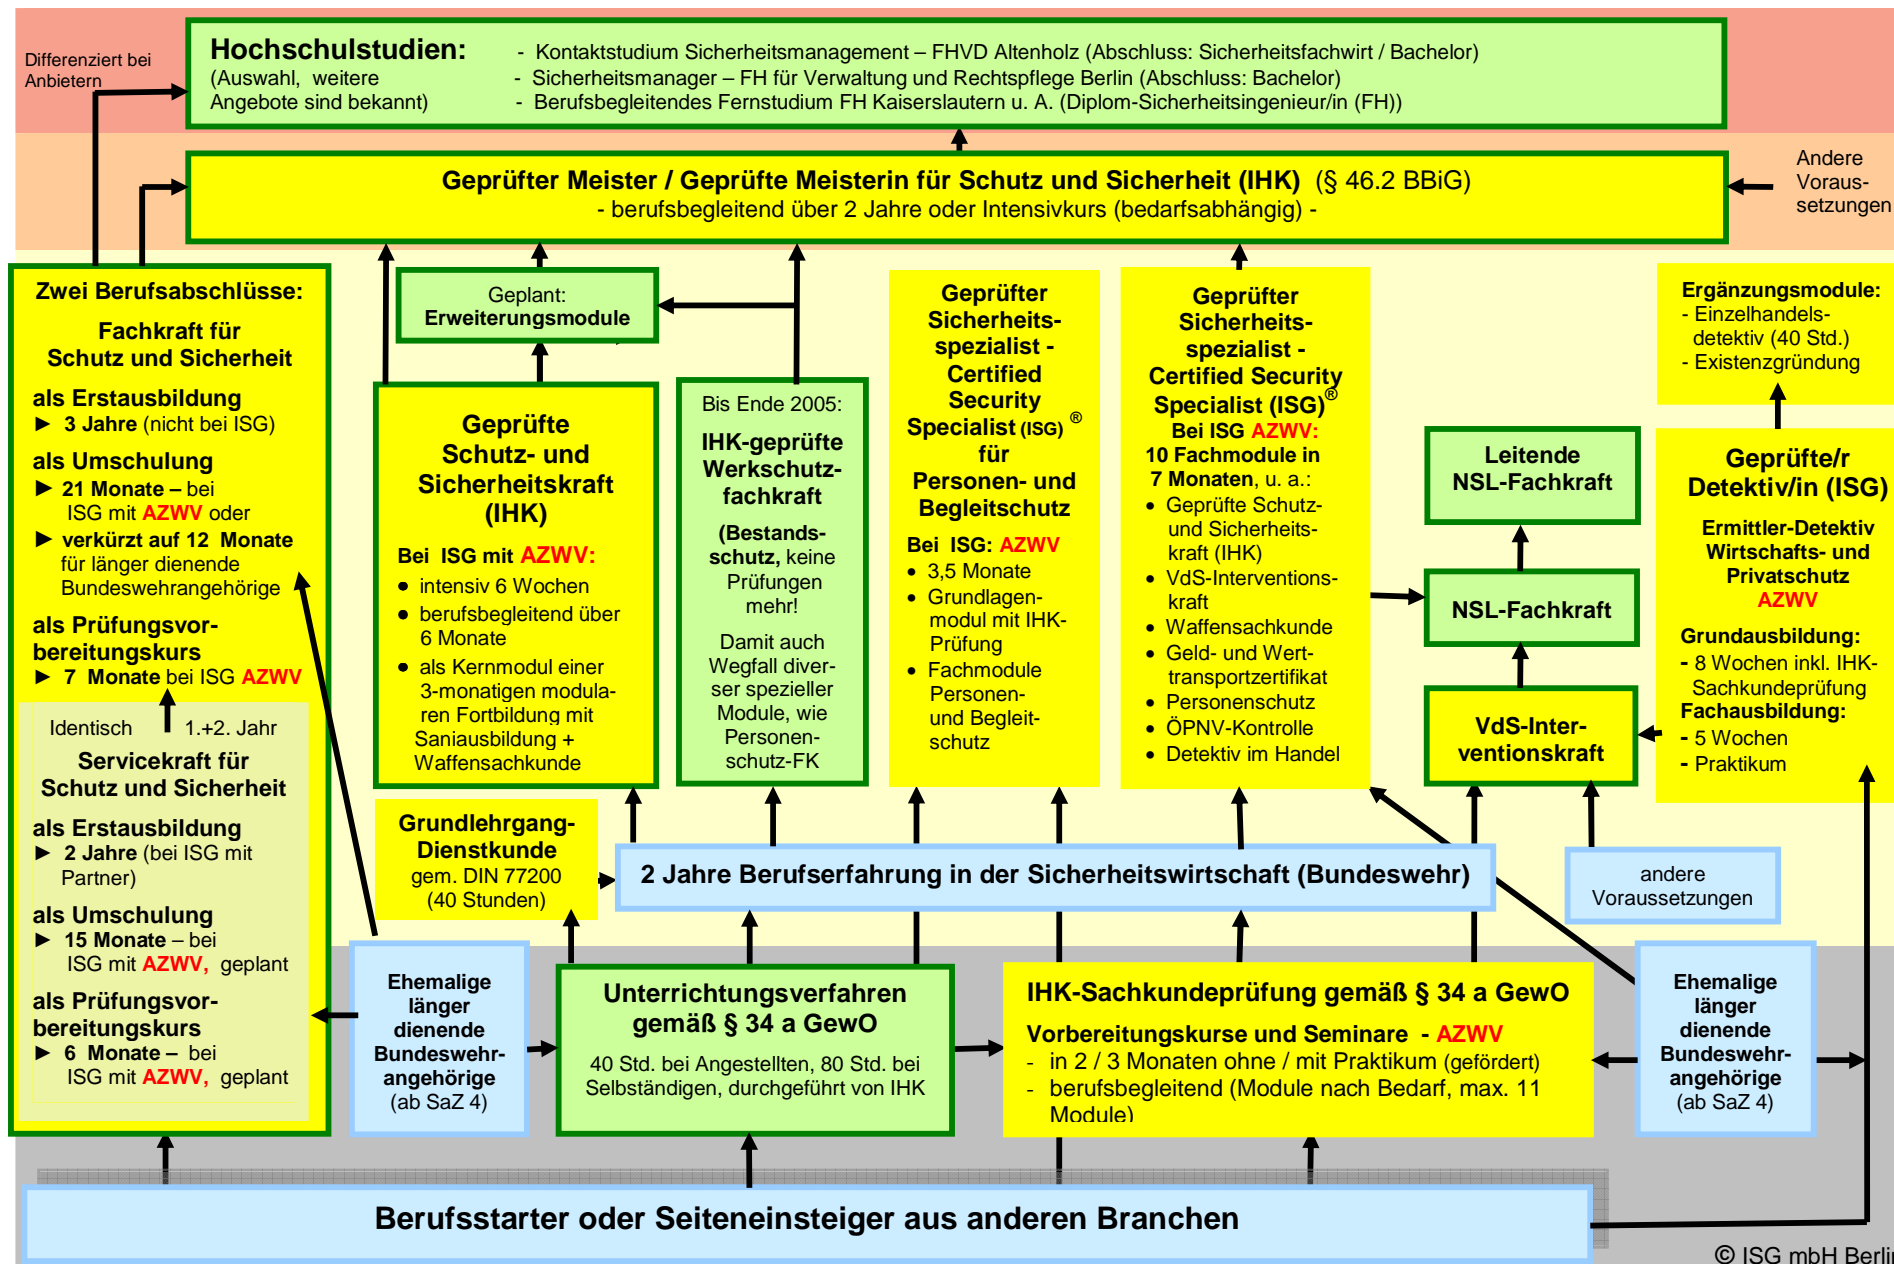 Differenziert bei
Anbietern
Hochschulstudien:
(Auswahl, weitere
Angebote sind bekannt)
- Kontaktstudium Sicherheitsmanagement – FHVD Altenholz (Abschluss: Sicherheitsfachwirt / Bachelor)
- Sicherheitsmanager – FH für Verwaltung und Rechtspflege Berlin (Abschluss: Bachelor)
- Berufsbegleitendes Fernstudium FH Kaiserslautern u. A. (Diplom-Sicherheitsingenieur/in (FH))
Geprüfter Meister / Geprüfte Meisterin für Schutz und Sicherheit (IHK) (§ 46.2 BBiG)
- berufsbegleitend über 2 Jahre oder Intensivkurs (bedarfsabhängig) -
Andere
Voraus-
setzungen
Zwei Berufsabschlüsse:
Fachkraft für
Schutz und Sicherheit
als Erstausbildung
► 3 Jahre (nicht bei ISG)
als Umschulung
► 21 Monate – bei
ISG mit AZWV oder
► verkürzt auf 12 Monate
für länger dienende
Bundeswehrangehörige
als Prüfungsvor-
bereitungskurs
► 7 Monate bei ISG AZWV
Identisch 1.+2. Jahr
Servicekraft für
Schutz und Sicherheit
als Erstausbildung
► 2 Jahre (bei ISG mit
Partner)
als Umschulung
► 15 Monate – bei
ISG mit AZWV, geplant
als Prüfungsvor-
bereitungskurs
► 6 Monate – bei
ISG mit AZWV, geplant
Geplant:
Erweiterungsmodule
Geprüfte
Schutz- und
Sicherheitskraft
(IHK)
Bei ISG mit AZWV:
• intensiv 6 Wochen
• berufsbegleitend über
6 Monate
• als Kernmodul einer
3-monatigen modula-
ren Fortbildung mit
Saniausbildung +
Waffensachkunde
Bis Ende 2005:
IHK-geprüfte
Werkschutz-
fachkraft
(Bestands-
schutz, keine
Prüfungen
mehr!
Damit auch
Wegfall diver-
ser spezieller
Module, wie
Personen-
schutz-FK
Geprüfter
Sicherheits-
spezialist -
Certified
Security
Specialist (ISG) ®
für
Personen- und
Begleitschutz
Bei ISG: AZWV
• 3,5 Monate
• Grundlagen-
modul mit IHK-
Prüfung
• Fachmodule
Personen-
und Begleit-
schutz
Geprüfter
Sicherheits-
spezialist -
Certified Security
Specialist (ISG)®
Bei ISG AZWV:
10 Fachmodule in
7 Monaten, u. a.:
• Geprüfte Schutz-
und Sicherheits-
kraft (IHK)
• VdS-Interventions-
kraft
• Waffensachkunde
• Geld- und Wert-
transportzertifikat
• Personenschutz
• ÖPNV-Kontrolle
• Detektiv im Handel
Leitende
NSL-Fachkraft
NSL-Fachkraft
VdS-Inter-
ventionskraft
Ergänzungsmodule:
- Einzelhandels-
detektiv (40 Std.)
- Existenzgründung
Geprüfte/r
Detektiv/in (ISG)
Ermittler-Detektiv
Wirtschafts- und
Privatschutz
AZWV
Grundausbildung:
- 8 Wochen inkl. IHK-
Sachkundeprüfung
Fachausbildung:
- 5 Wochen
- Praktikum
Grundlehrgang-
Dienstkunde
gem. DIN 77200
(40 Stunden)
2 Jahre Berufserfahrung in der Sicherheitswirtschaft (Bundeswehr)
andere
Voraussetzungen
Ehemalige
länger
dienende
Bundeswehr-
angehörige
(ab SaZ 4)
Unterrichtungsverfahren
gemäß § 34 a GewO
40 Std. bei Angestellten, 80 Std. bei
Selbständigen, durchgeführt von IHK
IHK-Sachkundeprüfung gemäß § 34 a GewO
Vorbereitungskurse und Seminare - AZWV
- in 2 / 3 Monaten ohne / mit Praktikum (gefördert)
- berufsbegleitend (Module nach Bedarf, max. 11
Module)
Ehemalige
länger
dienende
Bundeswehr-
angehörige
(ab SaZ 4)
Berufsstarter oder Seiteneinsteiger aus anderen Branchen
© ISG mbH Berlin